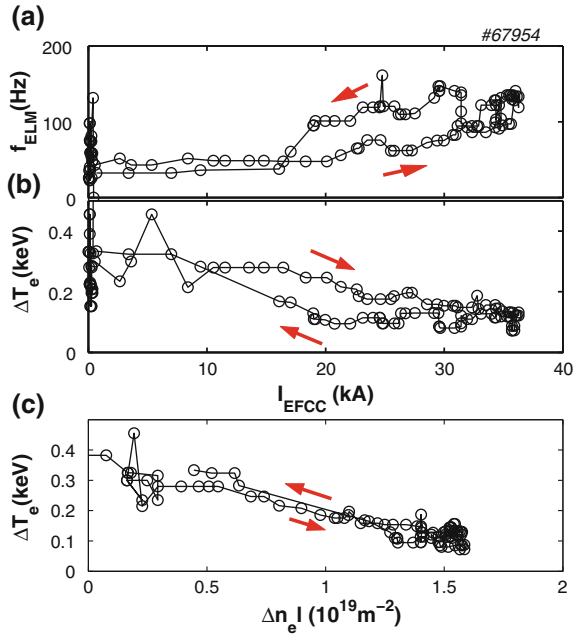 (a)
#67954
200
100
0
f_ELM(Hz)
(b)
0.4
0.2
0
ΔT_e(keV)
0 10 20 30 40
I_EFCC (kA)
(c)
0.4
0.3
0.2
0.1
0
ΔT_e(keV)
0 0.5 1 1.5 2
Δn_e l (10^19 m^−2)